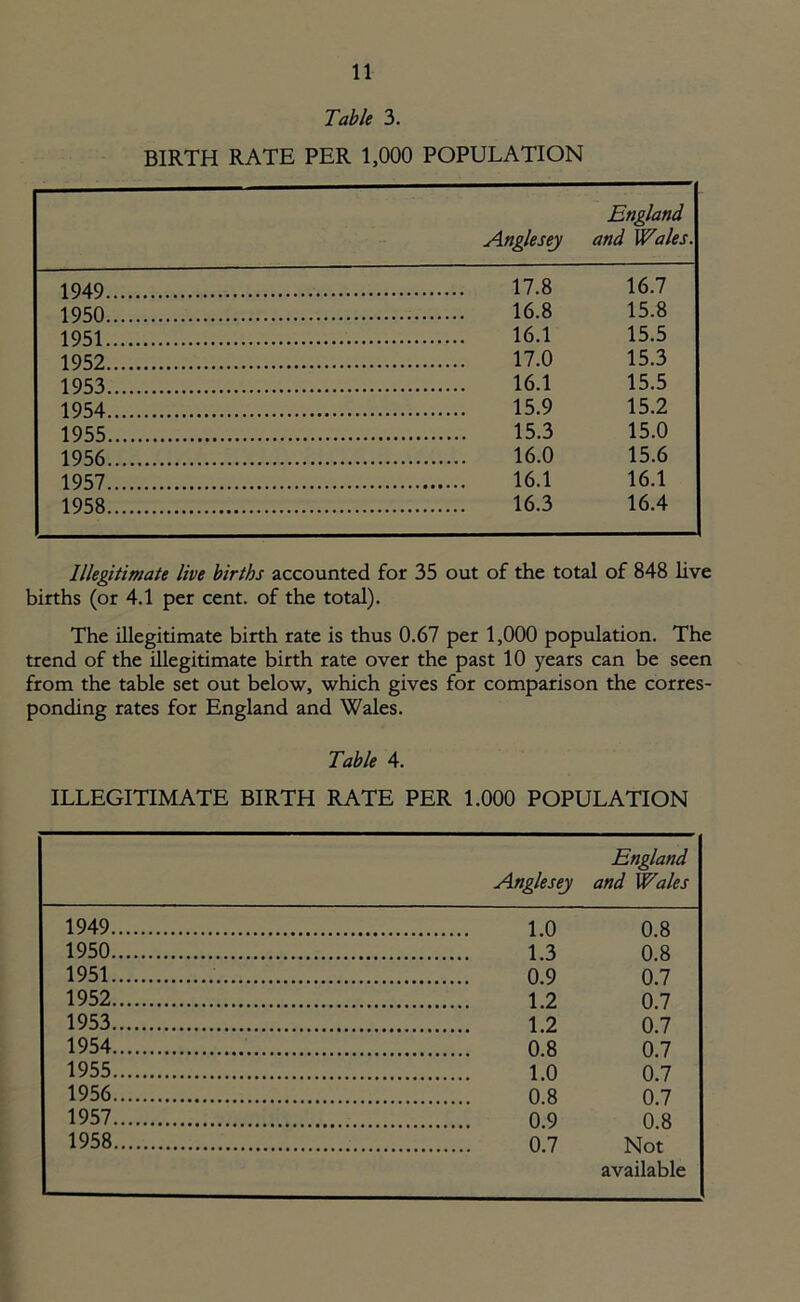 11
Table 3.
BIRTH RATE PER 1,000 POPULATION
England
Anglesey and Wales.
1949 17.8 16.7
1950 16.8 15.8
1951 16.1 15.5
1952 17.0 15.3
1953 16.1 15.5
1954 15.9 15.2
1955 15.3 15.0
1956 16.0 15.6
1957 16.1 16.1
1958 16.3 16.4
Illegitimate live births accounted for 35 out of the total of 848 live
births (or 4.1 per cent. of the total).
The illegitimate birth rate is thus 0.67 per 1,000 population. The
trend of the illegitimate birth rate over the past 10 years can be seen
from the table set out below, which gives for comparison the corres-
ponding rates for England and Wales.
Table 4.
ILLEGITIMATE BIRTH RATE PER 1.000 POPULATION
England
Anglesey and Wales
1949 1.0 0.8
1950 1.3 0.8
1951 0.9 0.7
1952 1.2 0.7
1953 1.2 0.7
1954 0.8 0.7
1955 1.0 0.7
1956 0.8 0.7
1957 0.9 0.8
1958 0.7 Not
available